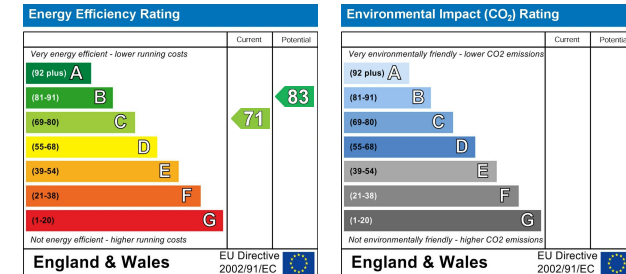 Energy Efficiency Rating
Current Potential
Very energy efficient - lower running costs
(92 plus) A
(81-91) B
83
(69-80) C
71
(55-68) D
(39-54) E
(21-38) F
(1-20) G
Not energy efficient - higher running costs
England & Wales
EU Directive
2002/91/EC
Environmental Impact (CO₂) Rating
Current Potential
Very environmentally friendly - lower CO2 emissions
(92 plus) A
(81-91) B
(69-80) C
(55-68) D
(39-54) E
(21-38) F
(1-20) G
Not environmentally friendly - higher CO2 emissions
England & Wales
EU Directive
2002/91/EC